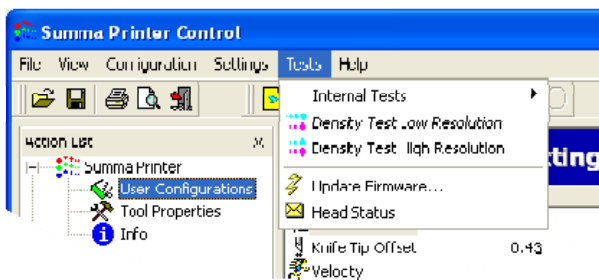 Summa Printer Control
File View Configuration Settings Tests Help
Internal Tests
Density Test Low Resolution
Density Test High Resolution
Update Firmware...
Head Status
Action List
X
Summa Printer
User Configurations
Tool Properties
Info
ting
Knife Tip Offset 0.43
Velocity